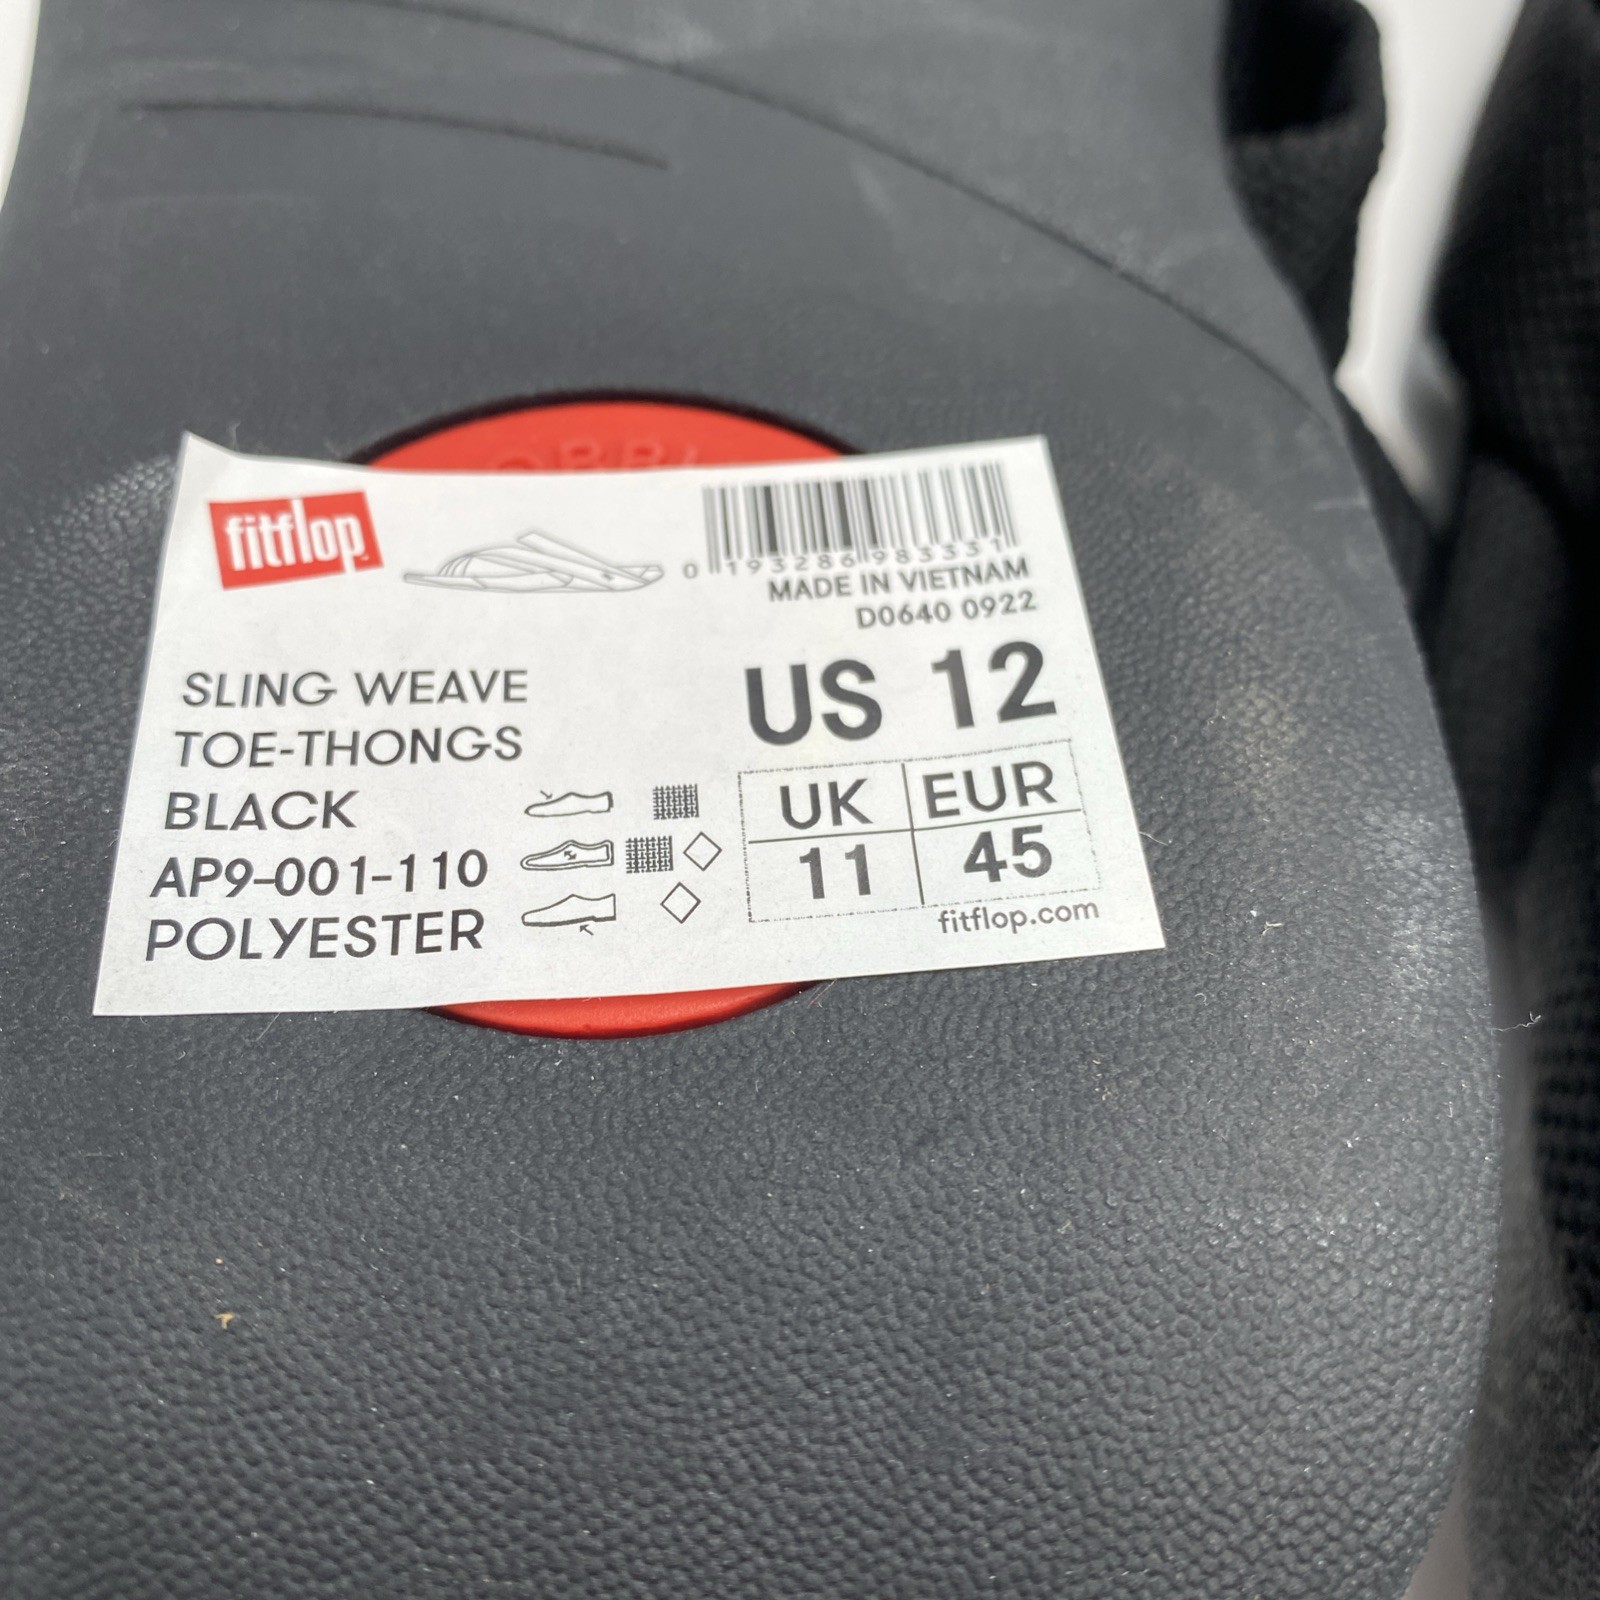 fitflop
0 193286 983331
MADE IN VIETNAM
D0640 0922
SLING WEAVE
TOE-THONGS
BLACK
AP9-001-110
POLYESTER
US 12
UK EUR
11 45
fitflop.com